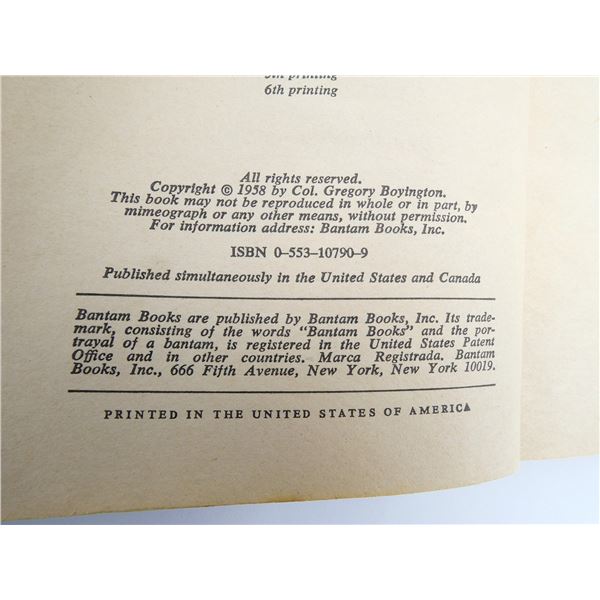 5th printing
6th printing
All rights reserved.
Copyright © 1958 by Col. Gregory Boyington.
This book may not be reproduced in whole or in part, by
mimeograph or any other means, without permission.
For information address: Bantam Books, Inc.
ISBN 0–553–10790–9
Published simultaneously in the United States and Canada
Bantam Books are published by Bantam Books, Inc. Its trade-
mark, consisting of the words "Bantam Books" and the por-
trayal of a bantam, is registered in the United States Patent
Office and in other countries. Marca Registrada. Bantam
Books, Inc., 666 Fifth Avenue, New York, New York 10019.
PRINTED IN THE UNITED STATES OF AMERICA